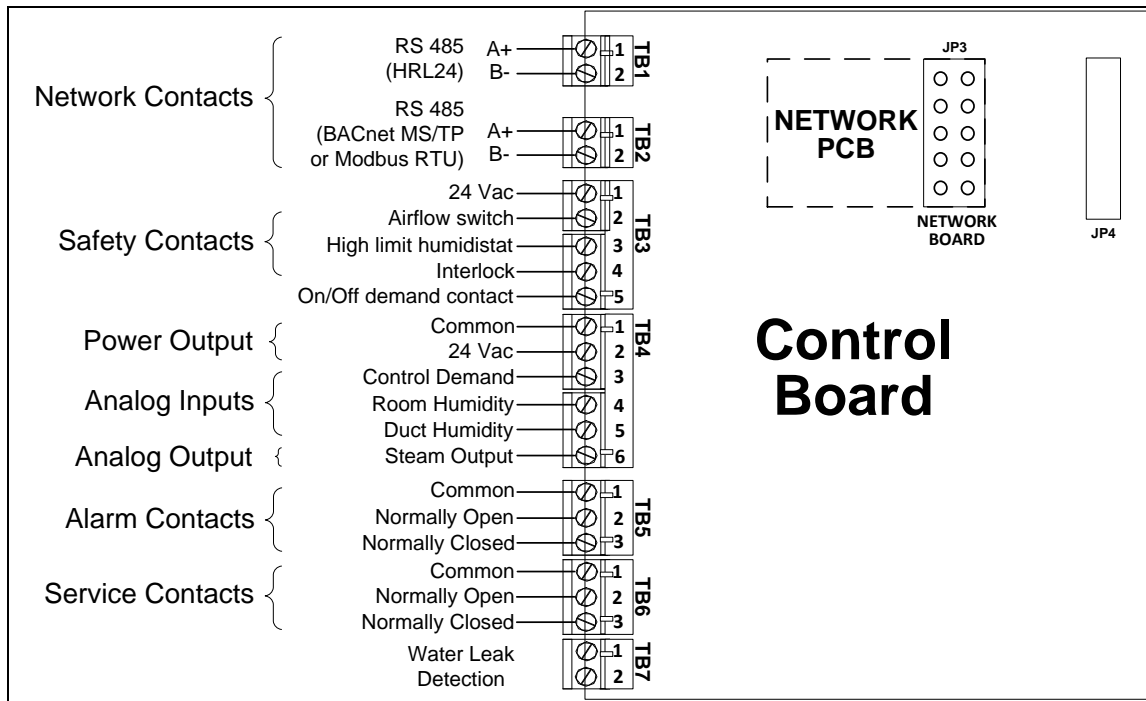 Network Contacts
RS 485
(HRL24)
A+
B-
1
2
TB1
RS 485
(BACnet MS/TP
or Modbus RTU)
A+
B-
1
2
TB2
Safety Contacts
24 Vac
Airflow switch
High limit humidistat
Interlock
On/Off demand contact
1
2
3
4
5
TB3
Power Output
Analog Inputs
Analog Output
Common
24 Vac
Control Demand
Room Humidity
Duct Humidity
Steam Output
1
2
3
4
5
6
TB4
Alarm Contacts
Common
Normally Open
Normally Closed
1
2
3
TB5
Service Contacts
Common
Normally Open
Normally Closed
1
2
3
TB6
Water Leak
Detection
1
2
TB7
JP3
NETWORK
PCB
NETWORK
BOARD
JP4
Control
Board